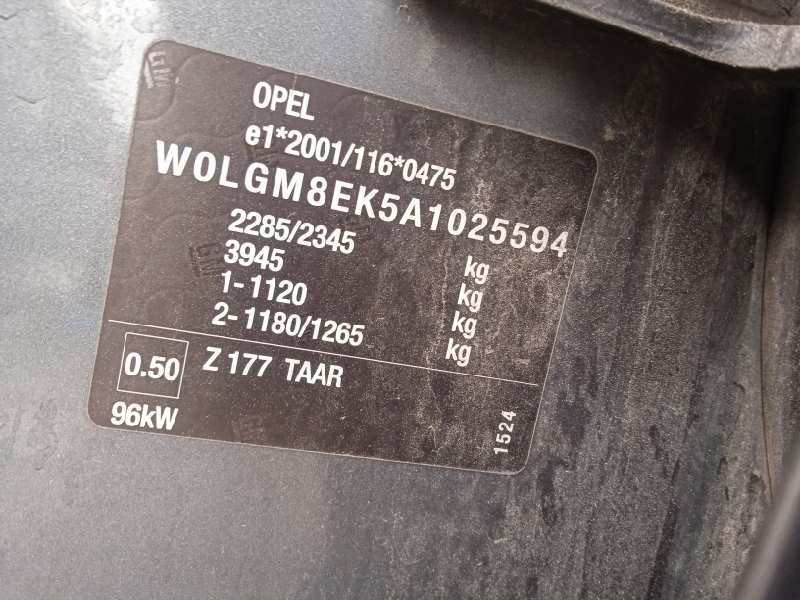 OPEL
e1*2001/116*0475
W0LGM8EK5A1025594
2285/2345 kg
3945 kg
1-1120 kg
2-1180/1265 kg
0.50 Z 177 TAAR
96kW
1524